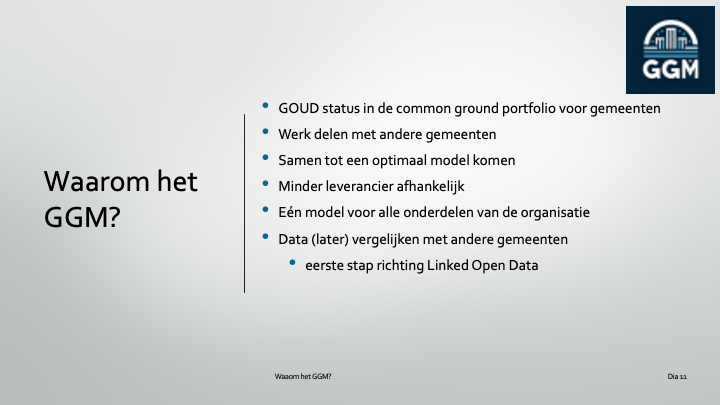 GGM
Waarom het
GGM?
GOUD status in de common ground portfolio voor gemeenten
Werk delen met andere gemeenten
Samen tot een optimaal model komen
Minder leverancier afhankelijk
Eén model voor alle onderdelen van de organisatie
Data (later) vergelijken met andere gemeenten
eerste stap richting Linked Open Data
Waaom het GGM?
Dia 11